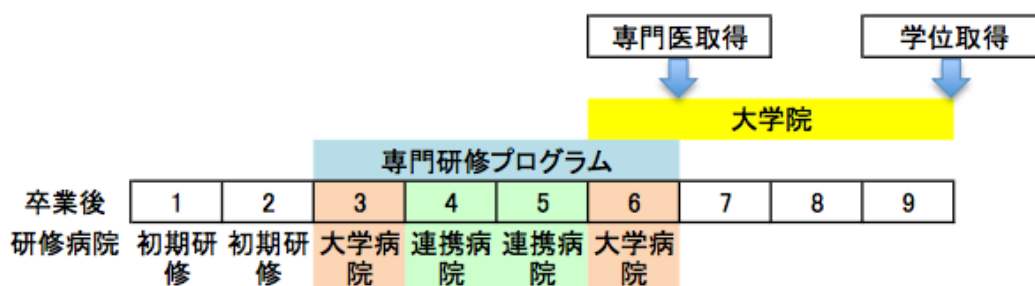 専門医取得 学位取得
大学院
専門研修プログラム
卒業後 1 2 3 4 5 6 7 8 9
研修病院 初期研修 初期研修 大学病院 連携病院 連携病院 大学病院